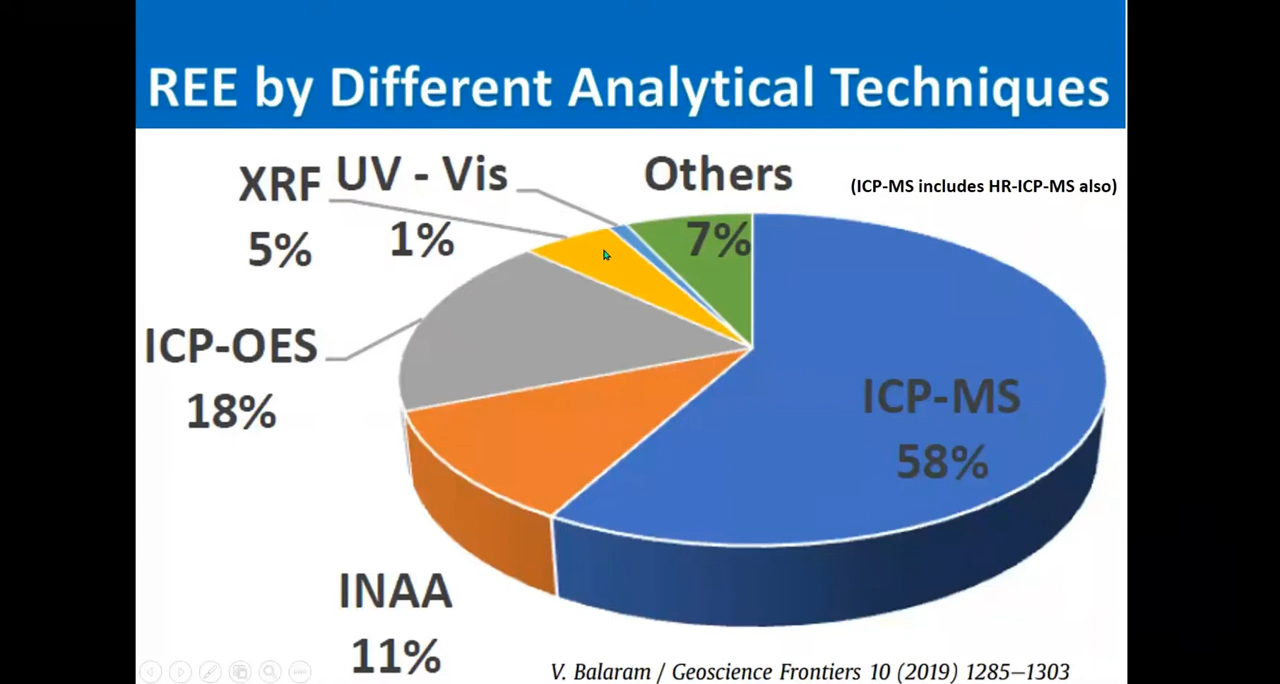 REE by Different Analytical Techniques
XRF
5%
UV - Vis
1%
Others
7%
(ICP-MS includes HR-ICP-MS also)
ICP-OES
18%
ICP-MS
58%
INAA
11%
V. Balaram / Geoscience Frontiers 10 (2019) 1285–1303